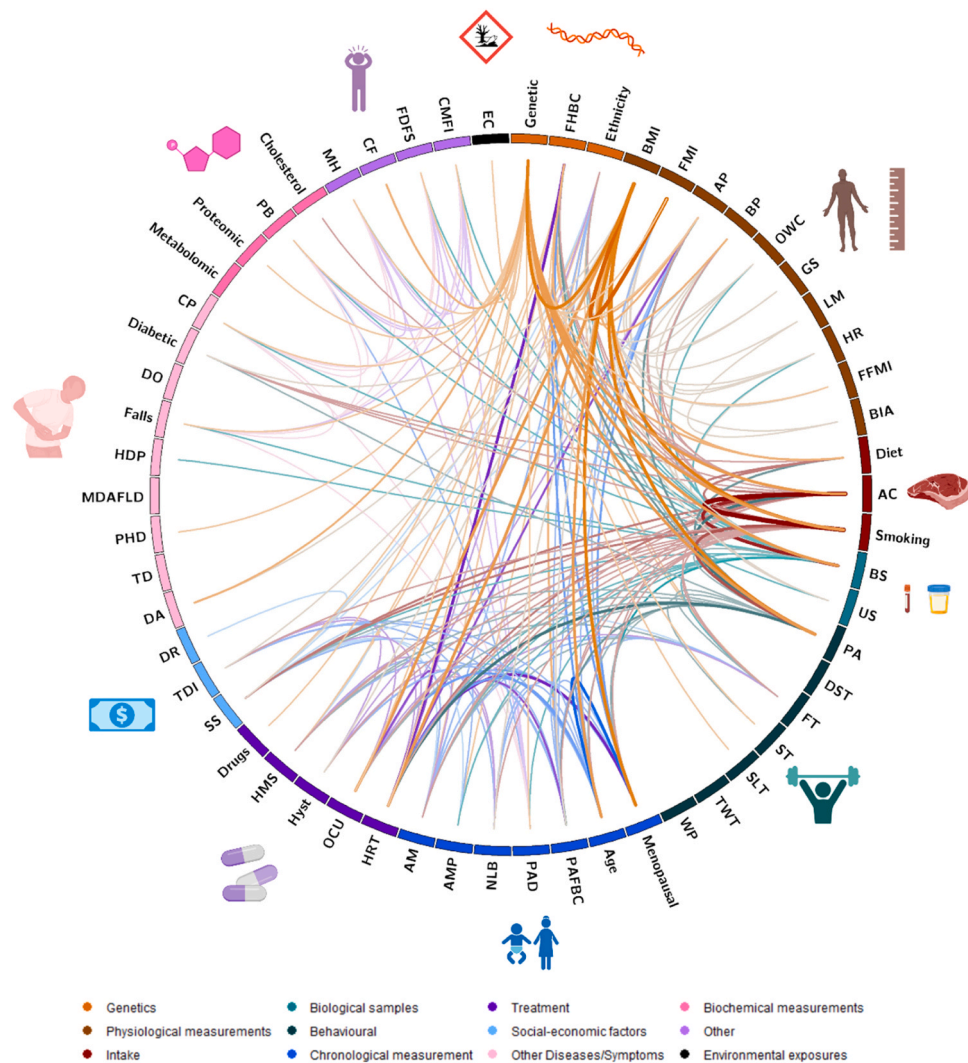 Genetic
FHBC
Ethnicity
BMI
FMI
AP
BP
OWC
GS
LM
HR
FFMI
BIA
Diet
AC
Smoking
BS
US
PA
DST
FT
ST
SLT
TWT
WP
Menopausal
Age
PAFBC
PAD
NLB
AMP
AM
HRT
OCU
Hyst
HMS
Drugs
SS
TDI
DR
DA
TD
PHD
MDAFLD
HDP
Falls
DO
Diabetic
CP
Metabolomic
Proteomic
PB
Cholesterol
MH
CF
FDFS
CMFI
EC
$
Genetics
Biological samples
Treatment
Biochemical measurements
Physiological measurements
Behavioural
Social-economic factors
Other
Intake
Chronological measurement
Other Diseases/Symptoms
Environmental exposures